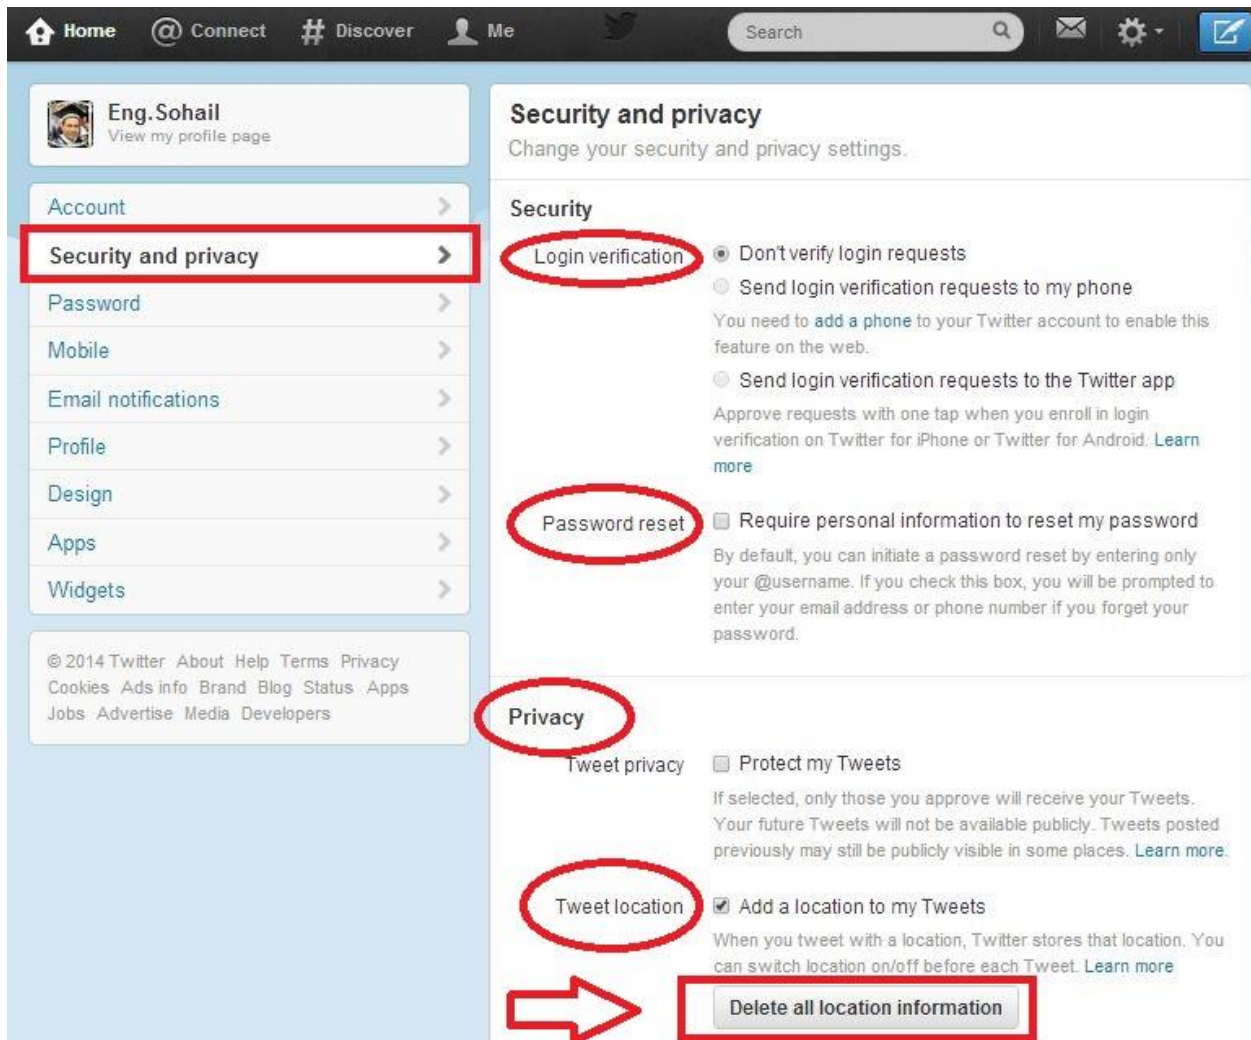 Home @ Connect # Discover Me Search
Eng.Sohail
View my profile page
Account
Security and privacy
Password
Mobile
Email notifications
Profile
Design
Apps
Widgets
© 2014 Twitter About Help Terms Privacy
Cookies Ads info Brand Blog Status Apps
Jobs Advertise Media Developers
Security and privacy
Change your security and privacy settings.
Security
Login verification Don't verify login requests
Send login verification requests to my phone
You need to add a phone to your Twitter account to enable this
feature on the web.
Send login verification requests to the Twitter app
Approve requests with one tap when you enroll in login
verification on Twitter for iPhone or Twitter for Android. Learn
more
Password reset Require personal information to reset my password
By default, you can initiate a password reset by entering only
your @username. If you check this box, you will be prompted to
enter your email address or phone number if you forget your
password.
Privacy
Tweet privacy Protect my Tweets
If selected, only those you approve will receive your Tweets.
Your future Tweets will not be available publicly. Tweets posted
previously may still be publicly visible in some places. Learn more.
Tweet location Add a location to my Tweets
When you tweet with a location, Twitter stores that location. You
can switch location on/off before each Tweet. Learn more
Delete all location information